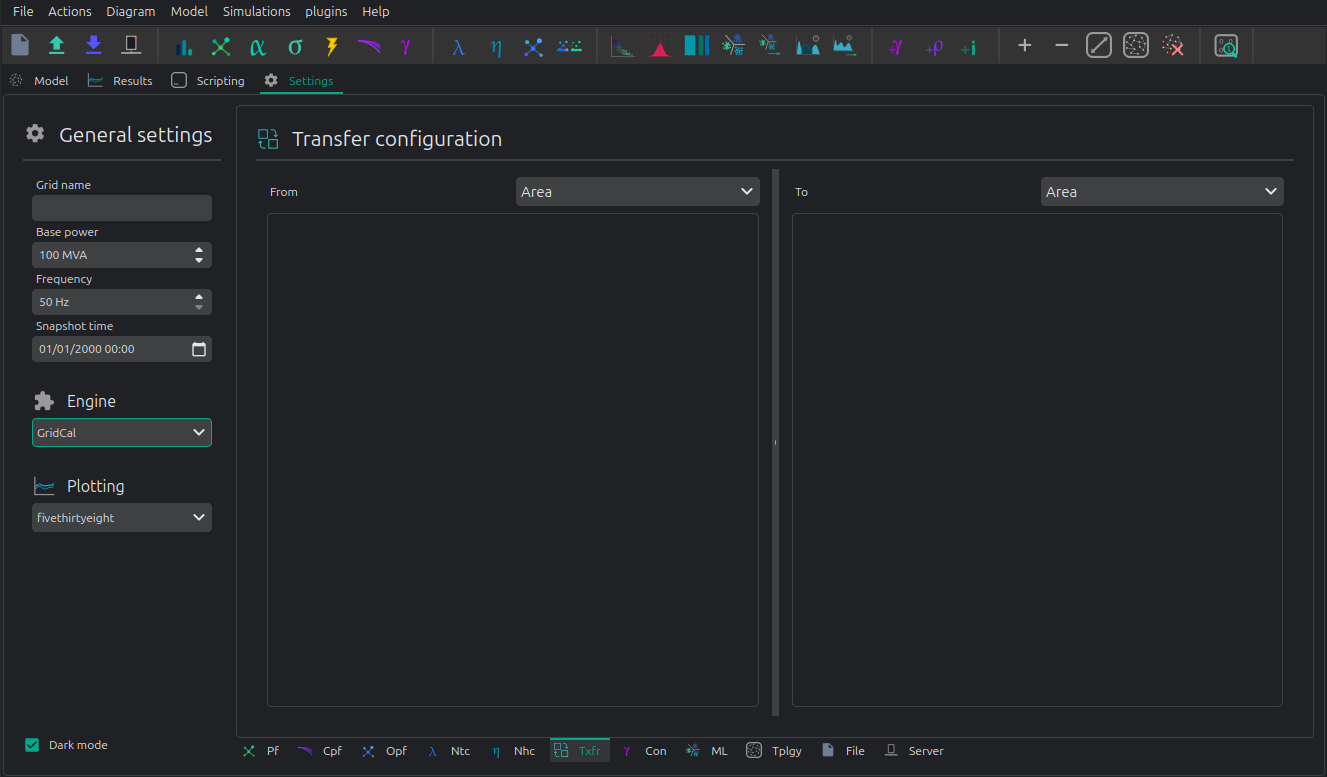 File Actions Diagram Model Simulations plugins Help
α σ γ λ η +γ +ρ +i
Model Results Scripting Settings
General settings
Grid name
Base power
100 MVA
Frequency
50 Hz
Snapshot time
01/01/2000 00:00
Engine
GridCal
Plotting
fivethirtyeight
Dark mode
Transfer configuration
From Area
To Area
Pf Cpf Opf λ Ntc η Nhc Txfr γ Con ML Tplgy File Server